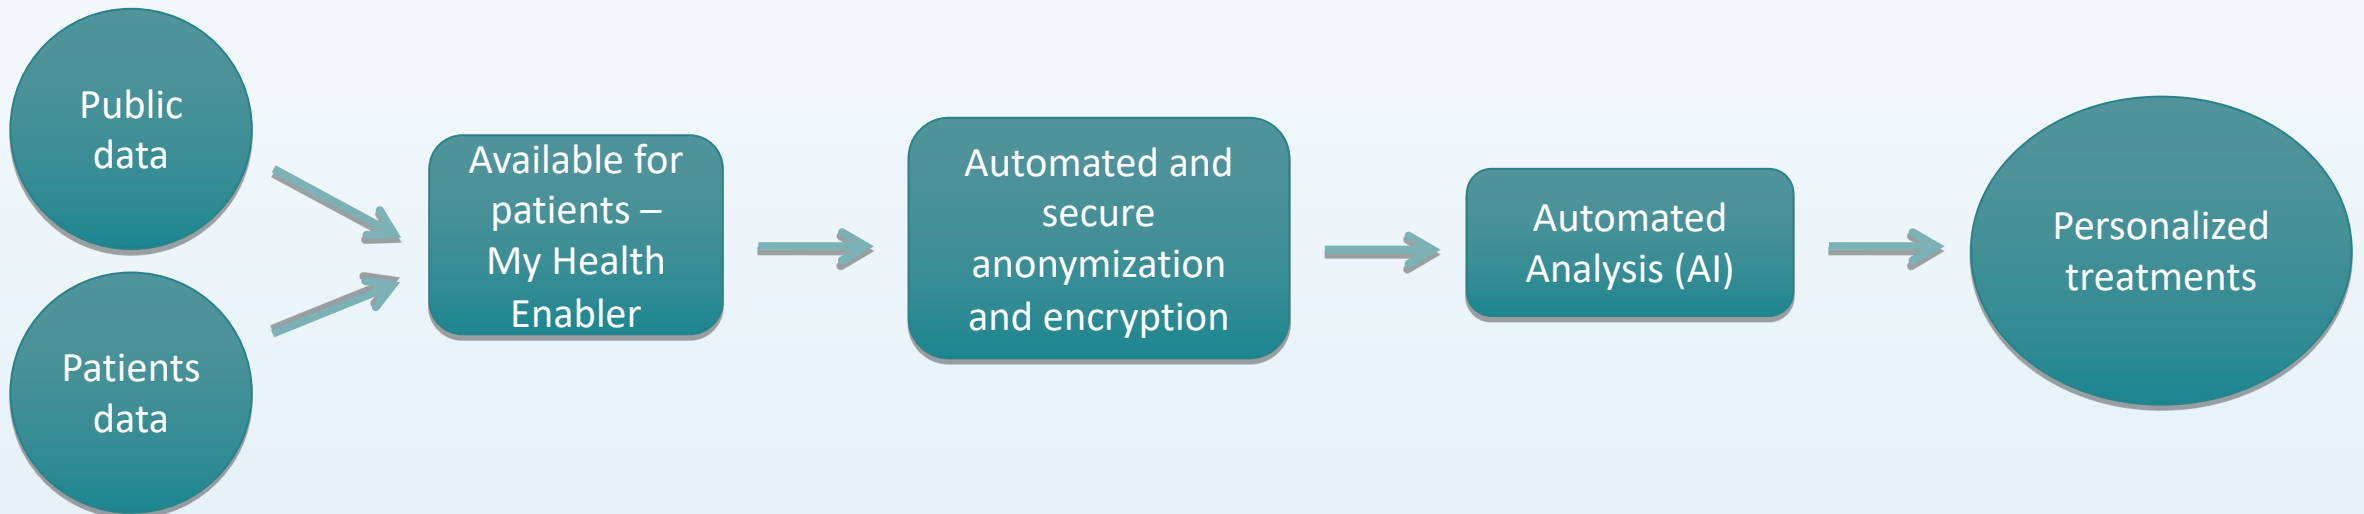 Public
data
Patients
data
Available for
patients –
My Health
Enabler
Automated and
secure
anonymization
and encryption
Automated
Analysis (AI)
Personalized
treatments